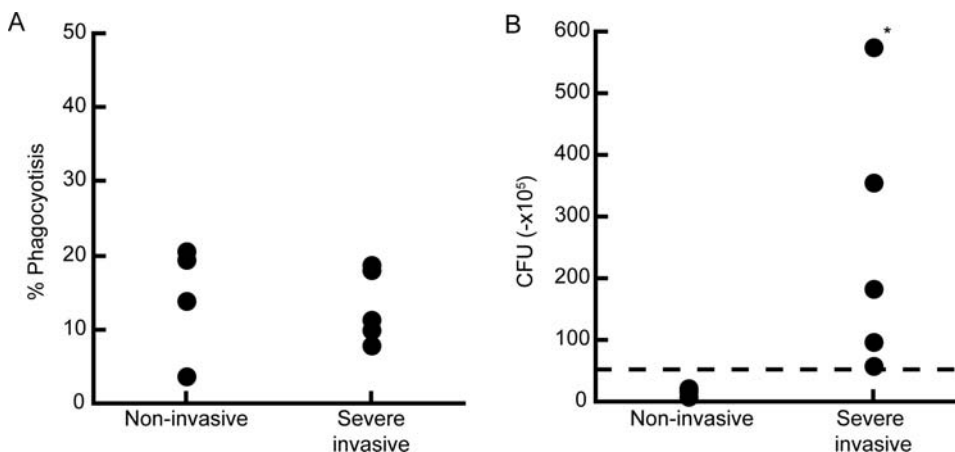 A
% Phagocyotisis
50
40
30
20
10
0
Non-invasive
Severe
invasive
B
CFU (-x10⁵)
600
500
400
300
200
100
0
*
Non-invasive
Severe
invasive